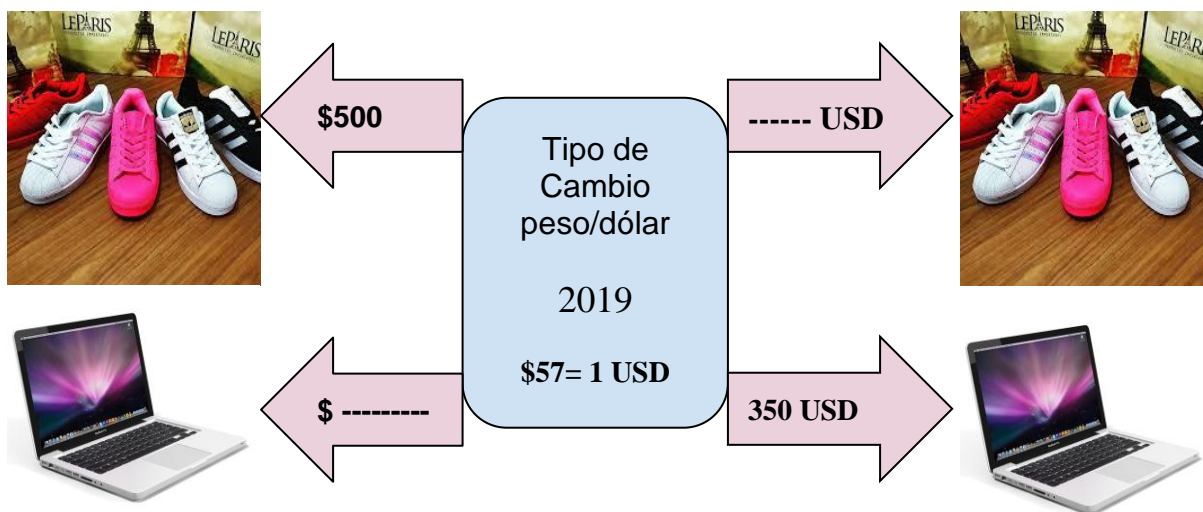 LEPARIS
LEPARIS
$500
Tipo de
Cambio
peso/dólar
2019
$57= 1 USD
------ USD
LEPARIS
LEPARIS
$ ---------
350 USD